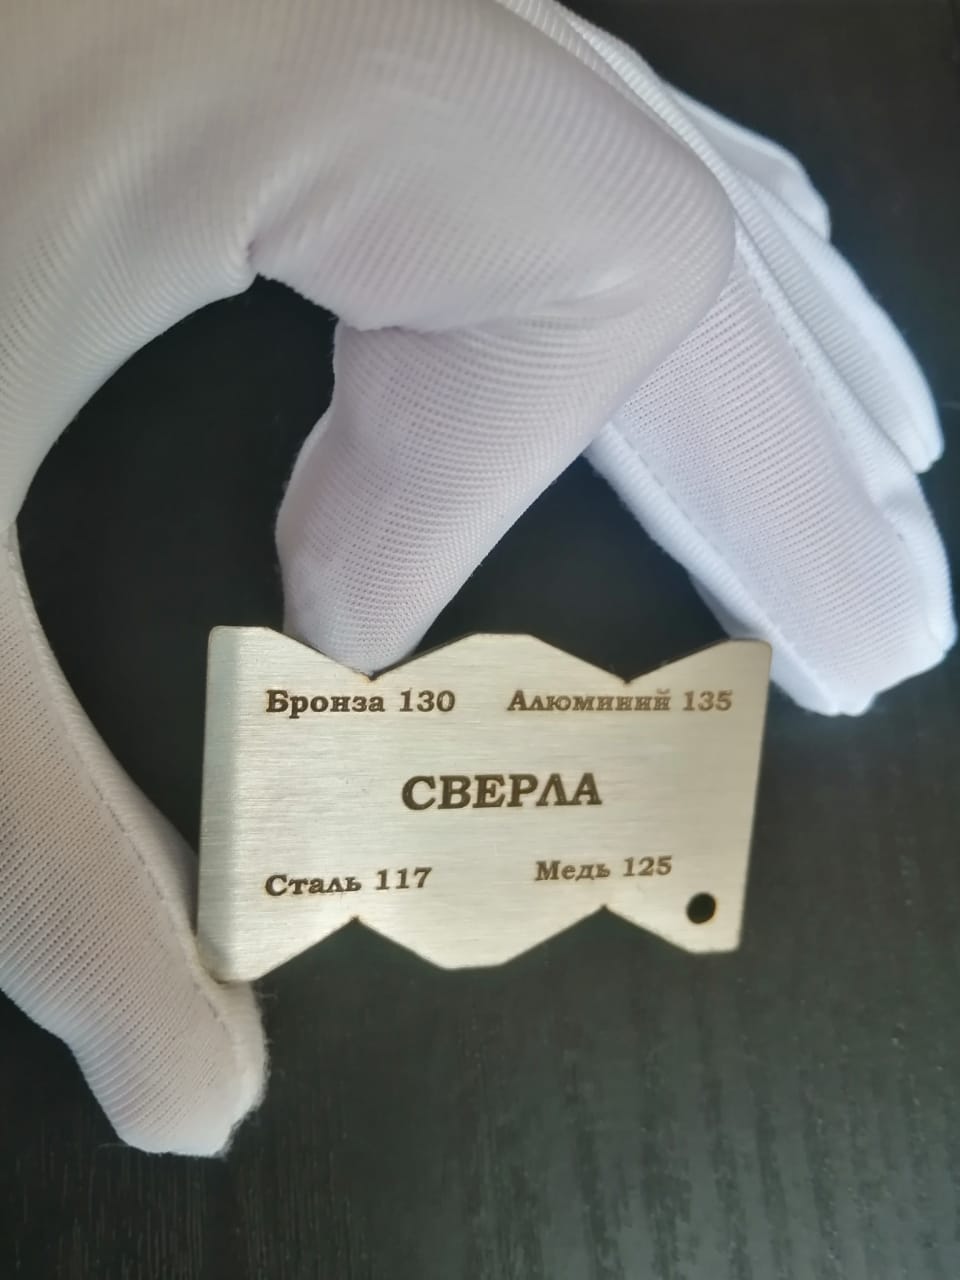 Бронза 130 Алюминий 135
СВЕРЛА
Сталь 117 Медь 125